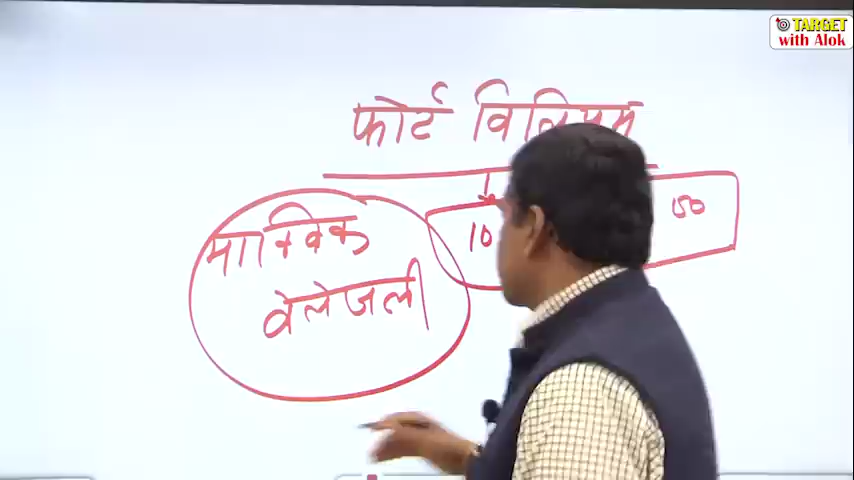 TARGET
with Alok
फोर्ट विलियम
10
50
मार्क्विक
वेलेजली